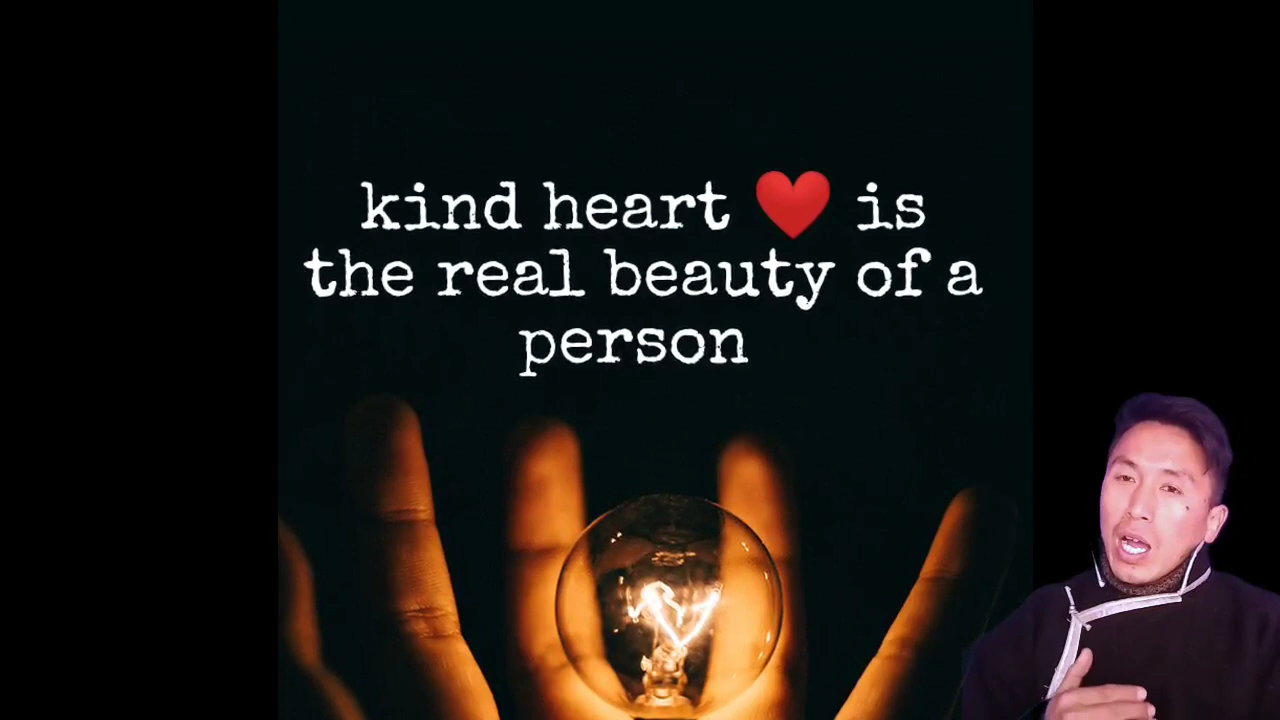 kind heart ❤️ is
the real beauty of a
person